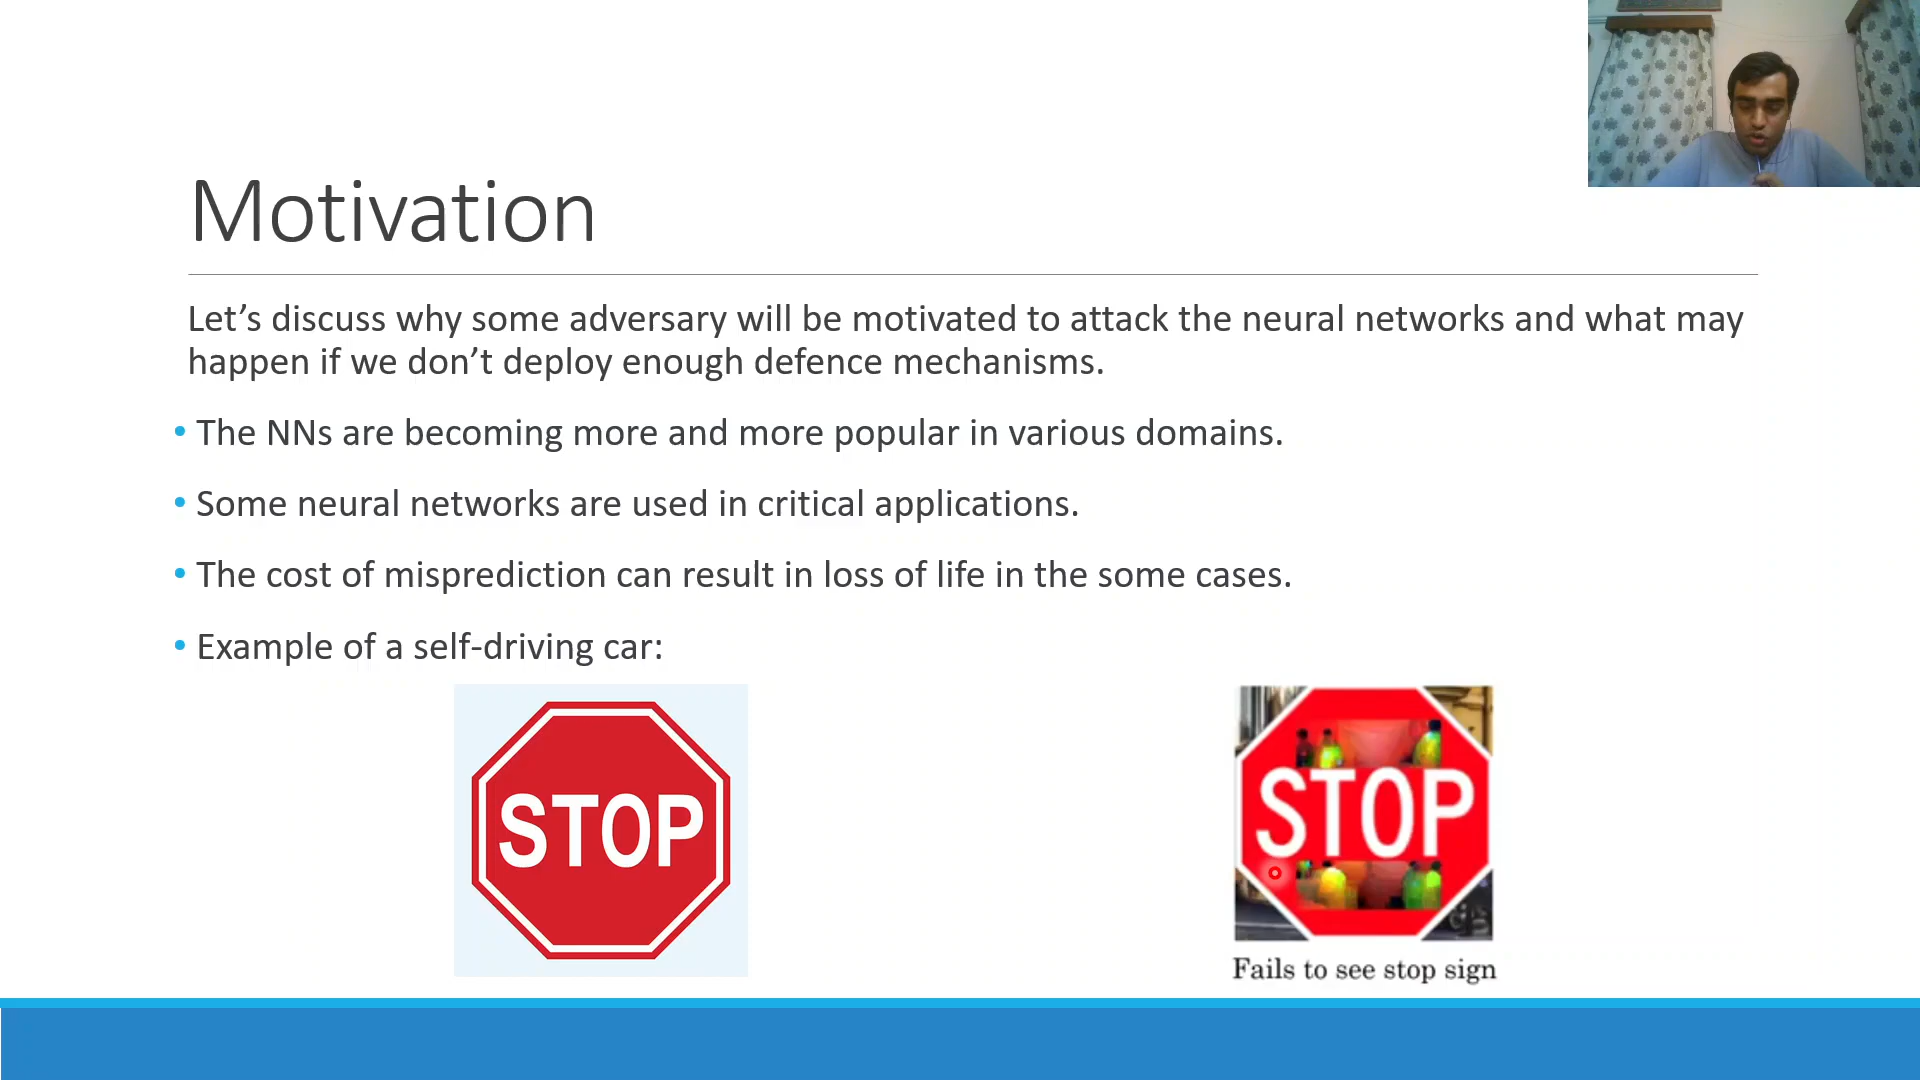 Motivation
Let’s discuss why some adversary will be motivated to attack the neural networks and what may
happen if we don’t deploy enough defence mechanisms.
• The NNs are becoming more and more popular in various domains.
• Some neural networks are used in critical applications.
• The cost of misprediction can result in loss of life in the some cases.
• Example of a self-driving car:
STOP
STOP
Fails to see stop sign